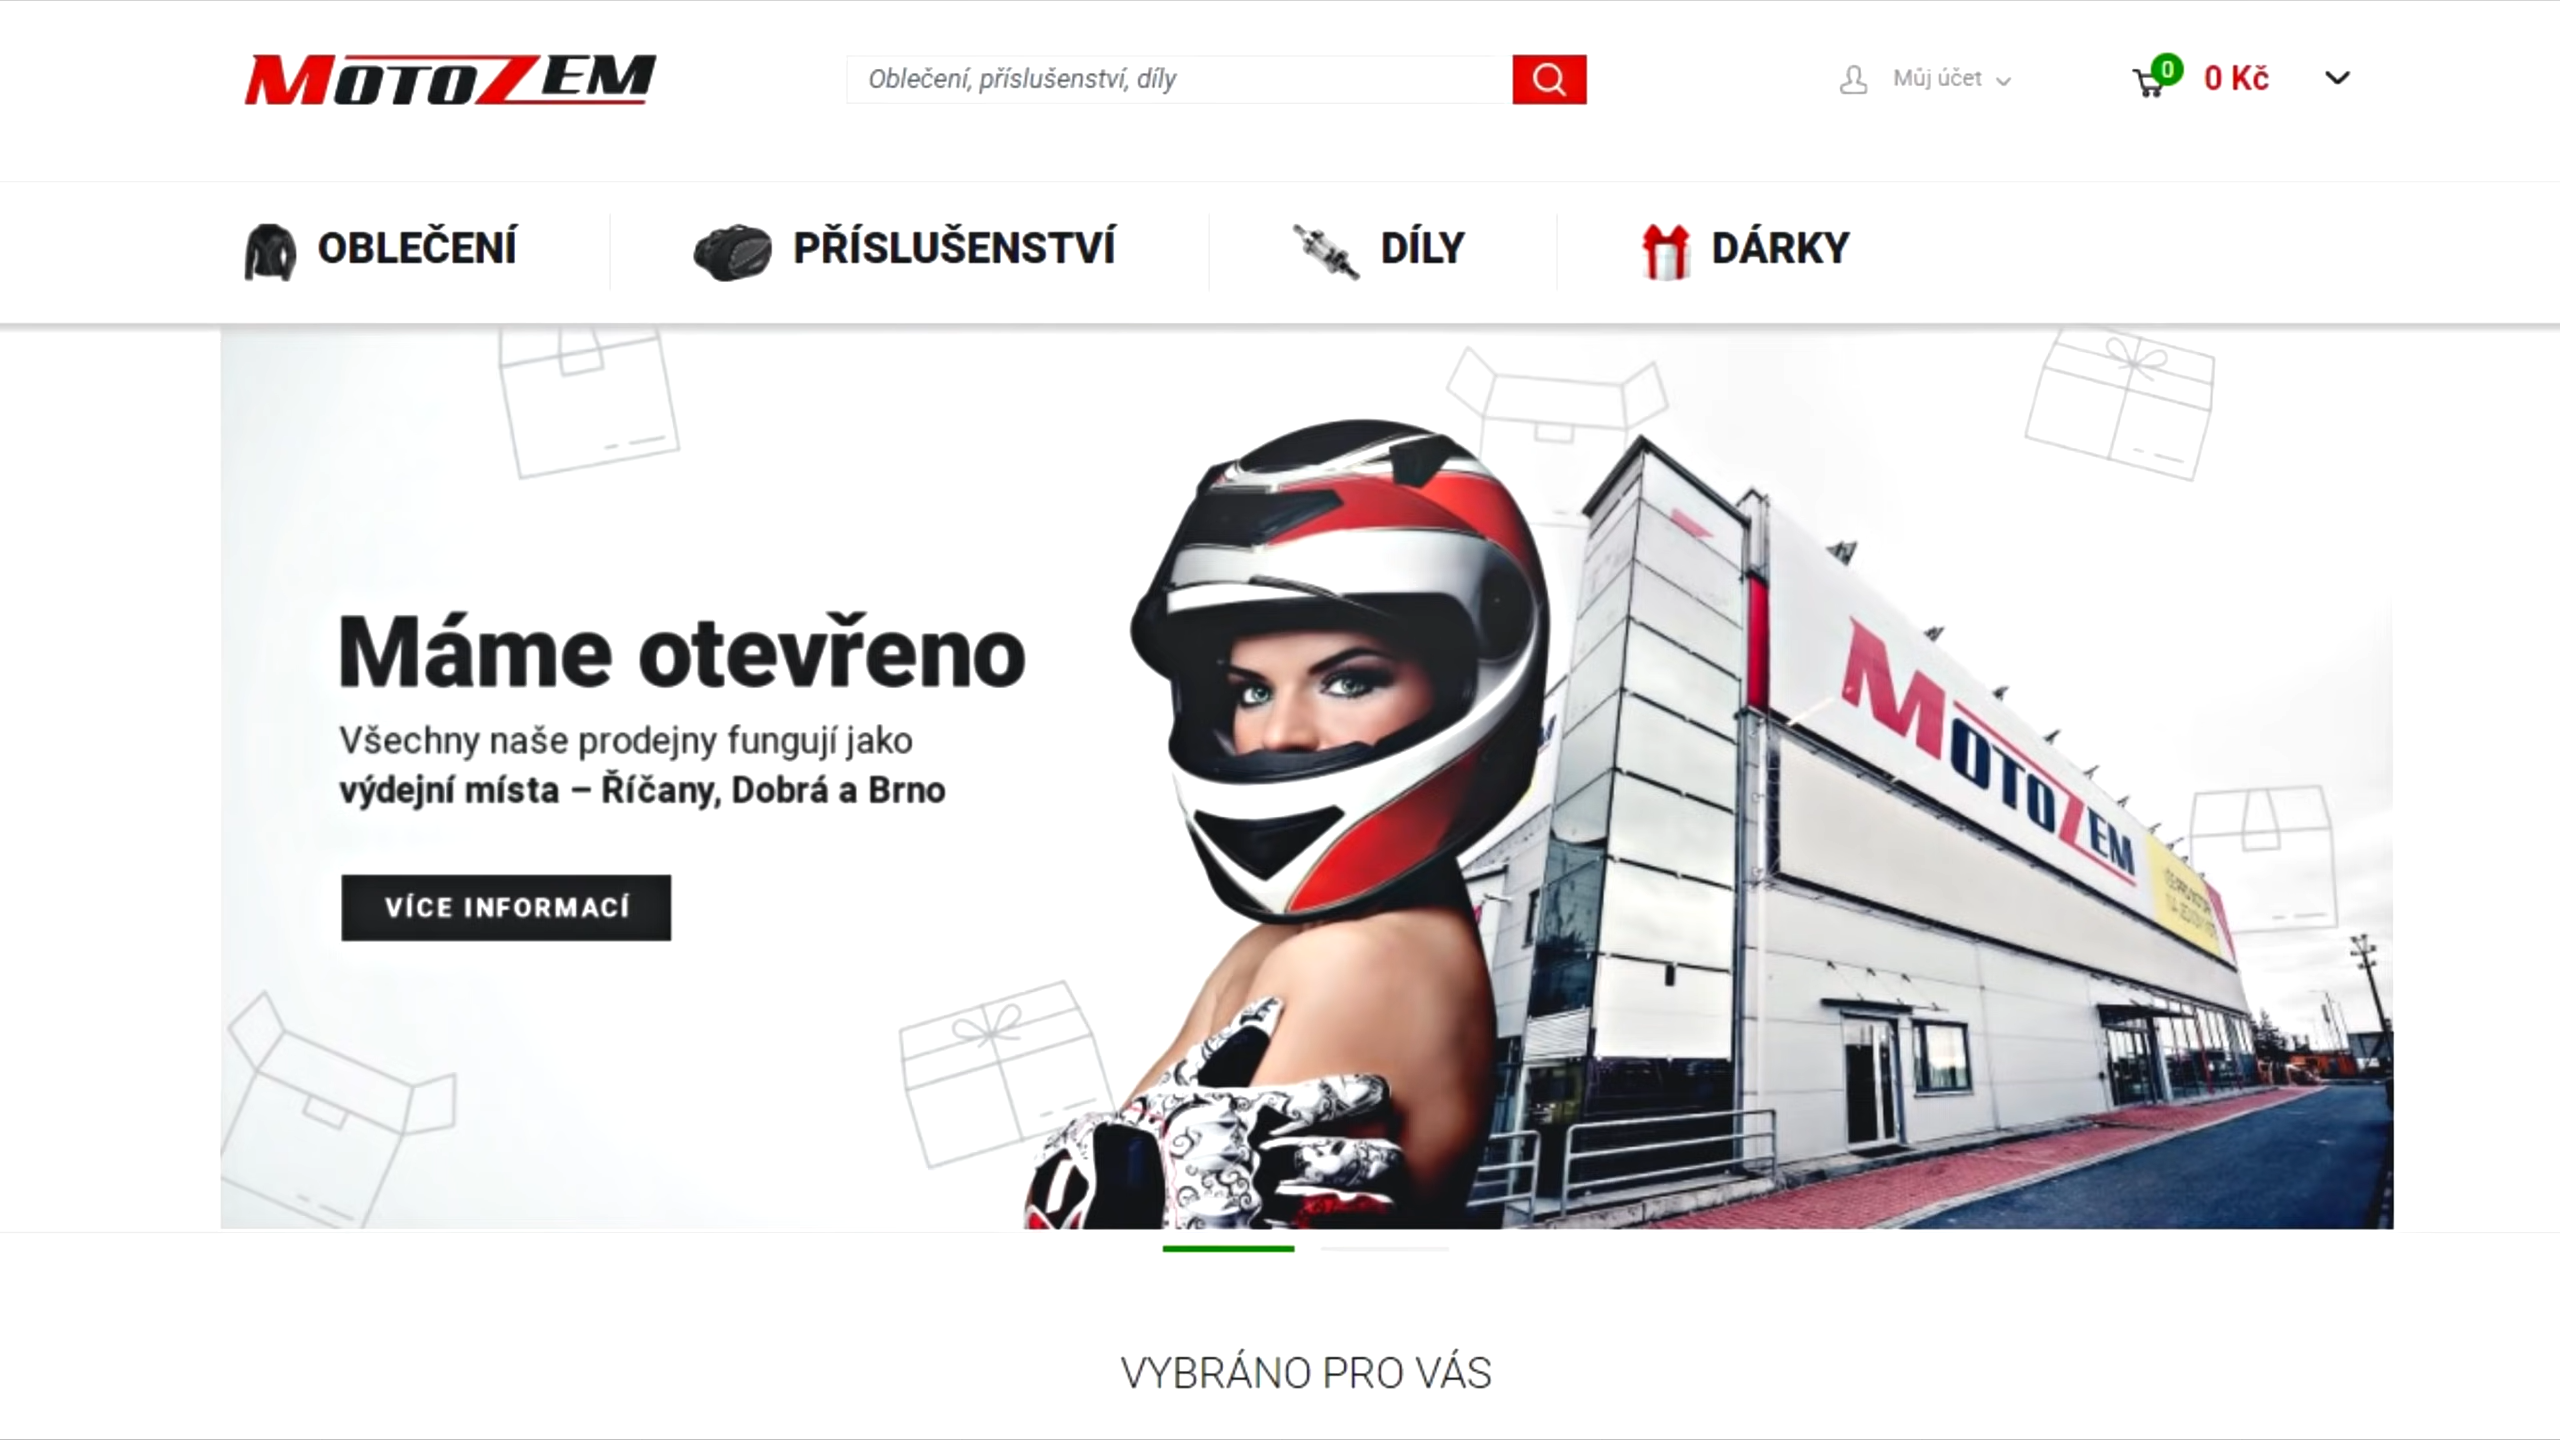 MOTOZEM
Oblečení, příslušenství, díly
Můj účet
0
0 Kč
OBLEČENÍ
PŘÍSLUŠENSTVÍ
DÍLY
DÁRKY
Máme otevřeno
Všechny naše prodejny fungují jako
výdejní místa – Říčany, Dobrá a Brno
VÍCE INFORMACÍ
MOTOZEM
VYBRÁNO PRO VÁS